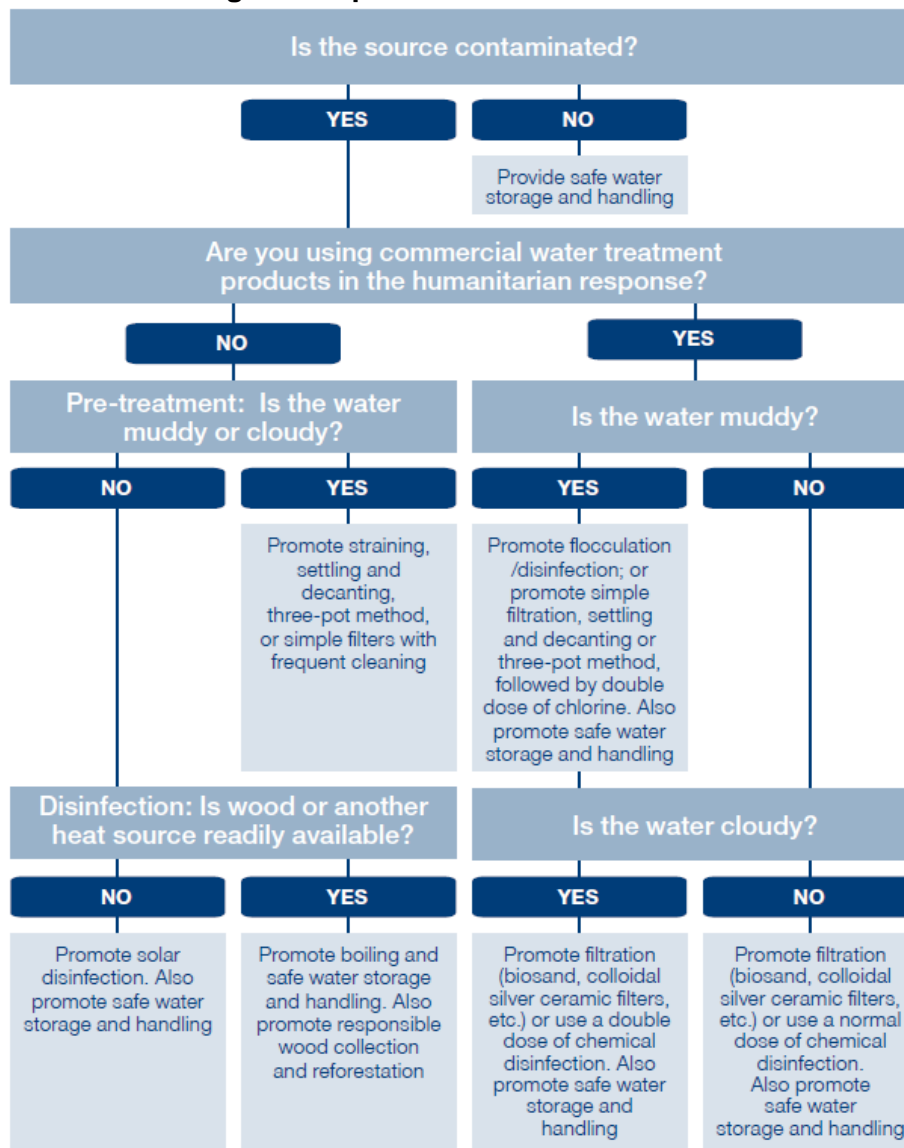 Is the source contaminated?
YES
NO
Provide safe water
storage and handling
Are you using commercial water treatment
products in the humanitarian response?
NO
YES
Pre-treatment: Is the water
muddy or cloudy?
Is the water muddy?
NO
YES
YES
NO
Promote straining,
settling and
decanting,
three-pot method,
or simple filters with
frequent cleaning
Promote flocculation
/disinfection; or
promote simple
filtration, settling
and decanting or
three-pot method,
followed by double
dose of chlorine. Also
promote safe water
storage and handling
Disinfection: Is wood or another
heat source readily available?
Is the water cloudy?
NO
YES
YES
NO
Promote solar
disinfection. Also
promote safe water
storage and handling
Promote boiling and
safe water storage
and handling. Also
promote responsible
wood collection
and reforestation
Promote filtration
(biosand, colloidal
silver ceramic filters,
etc.) or use a double
dose of chemical
disinfection. Also
promote safe water
storage and
handling
Promote filtration
(biosand, colloidal
silver ceramic filters,
etc.) or use a normal
dose of chemical
disinfection.
Also promote
safe water
storage and handling